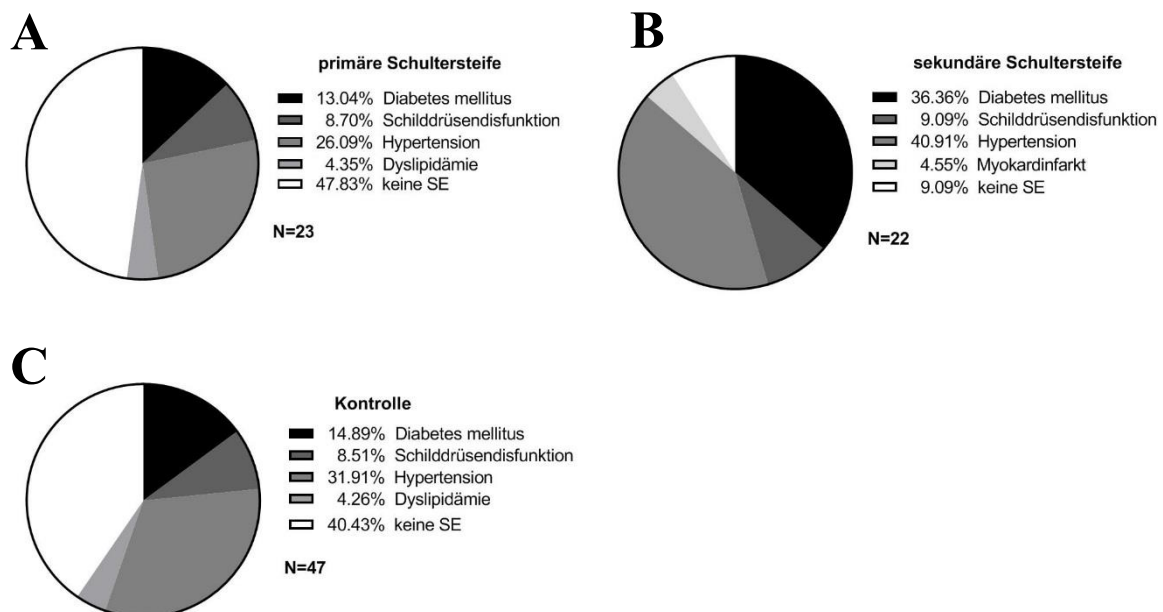 A
primäre Schultersteife
13.04% Diabetes mellitus
8.70% Schilddrüsendisfunktion
26.09% Hypertension
4.35% Dyslipidämie
47.83% keine SE
N=23
B
sekundäre Schultersteife
36.36% Diabetes mellitus
9.09% Schilddrüsendisfunktion
40.91% Hypertension
4.55% Myokardinfarkt
9.09% keine SE
N=22
C
Kontrolle
14.89% Diabetes mellitus
8.51% Schilddrüsendisfunktion
31.91% Hypertension
4.26% Dyslipidämie
40.43% keine SE
N=47